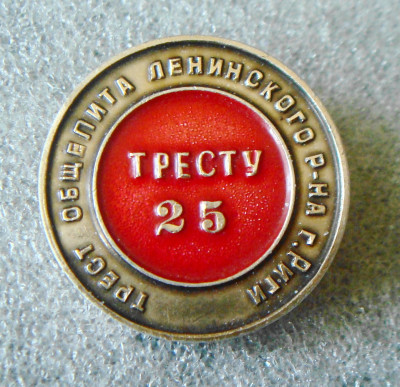 ТРЕСТ ОБЩЕПИТА ЛЕНИНСКОГО Р-НА Г. РИГИ
ТРЕСТУ
25